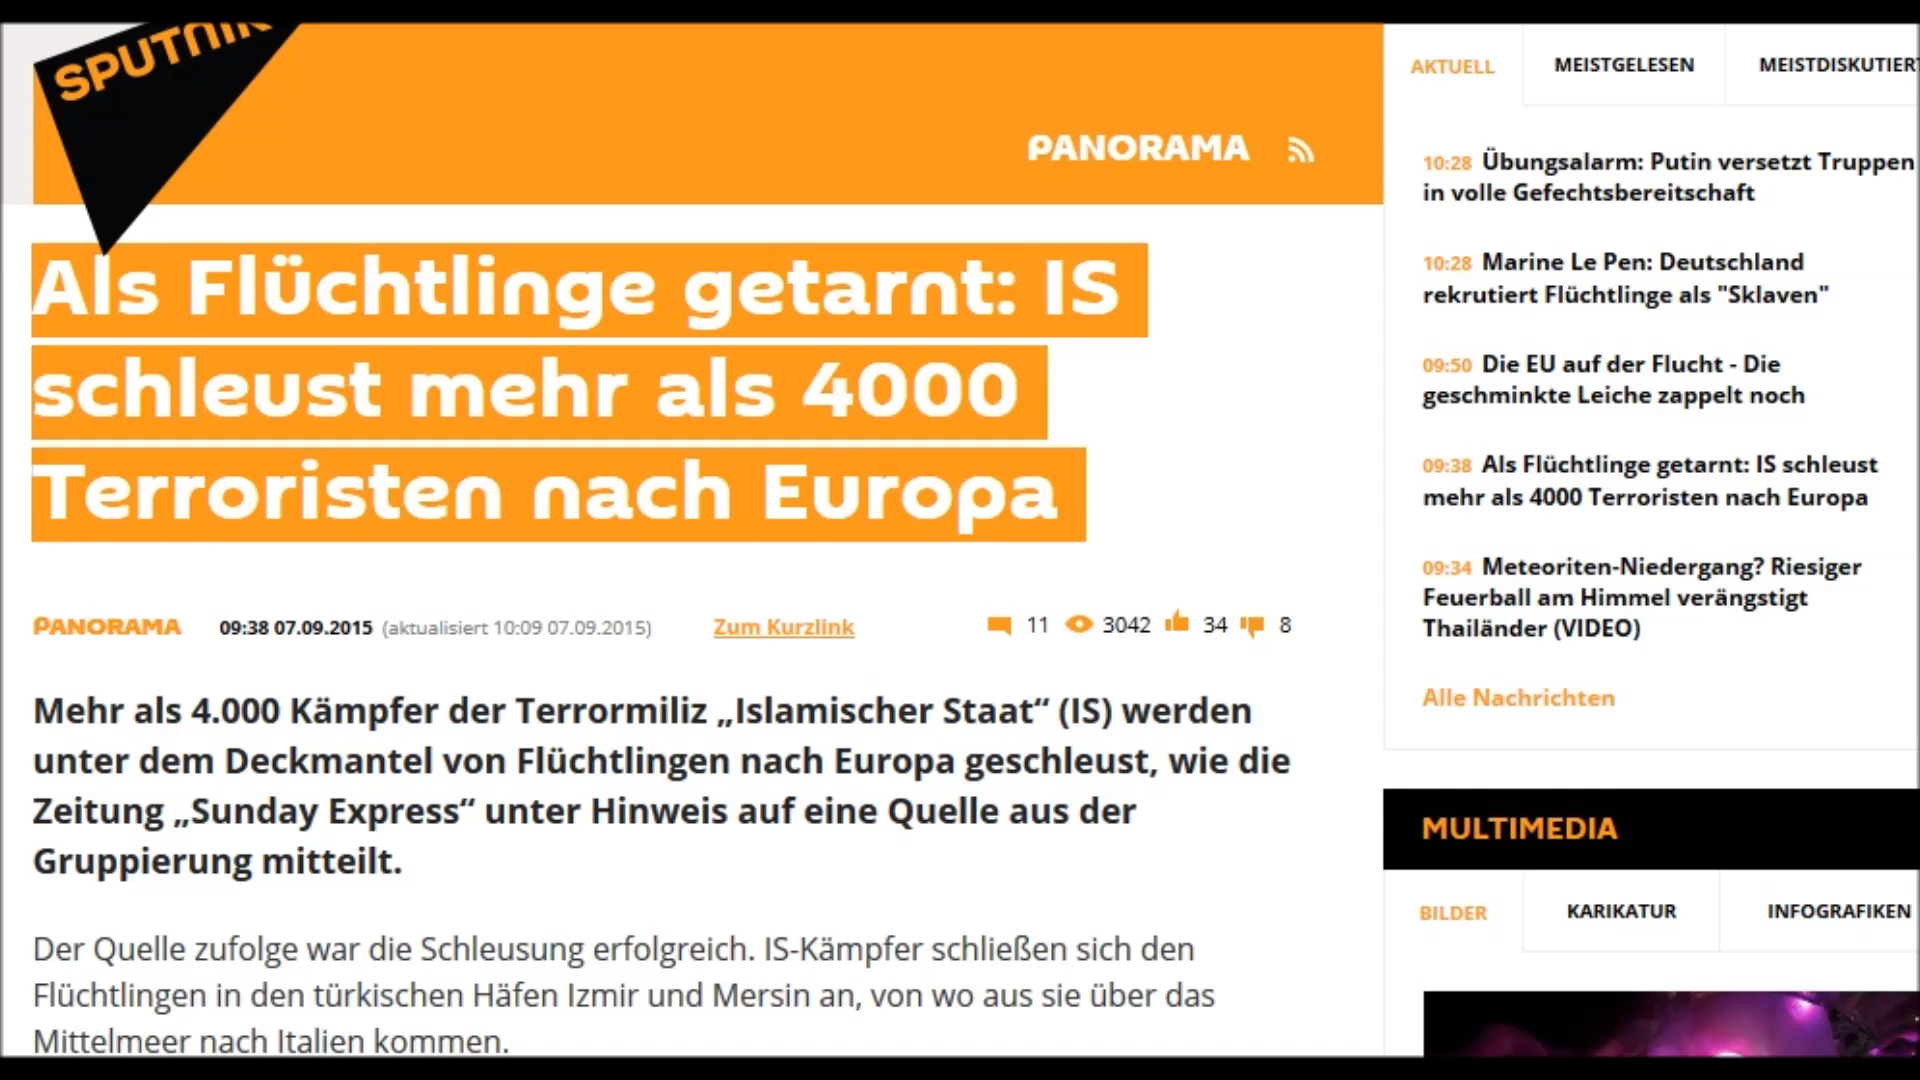 SPUTNIK
PANORAMA
Als Flüchtlinge getarnt: IS
schleust mehr als 4000
Terroristen nach Europa
PANORAMA 09:38 07.09.2015 (aktualisiert 10:09 07.09.2015) Zum Kurzlink 11 3042 34 8
Mehr als 4.000 Kämpfer der Terrormiliz „Islamischer Staat“ (IS) werden
unter dem Deckmantel von Flüchtlingen nach Europa geschleust, wie die
Zeitung „Sunday Express“ unter Hinweis auf eine Quelle aus der
Gruppierung mitteilt.
Der Quelle zufolge war die Schleusung erfolgreich. IS-Kämpfer schließen sich den
Flüchtlingen in den türkischen Häfen Izmir und Mersin an, von wo aus sie über das
Mittelmeer nach Italien kommen.
AKTUELL MEISTGELESEN MEISTDISKUTIERT
10:28 Übungsalarm: Putin versetzt Truppen
in volle Gefechtsbereitschaft
10:28 Marine Le Pen: Deutschland
rekrutiert Flüchtlinge als "Sklaven"
09:50 Die EU auf der Flucht - Die
geschminkte Leiche zappelt noch
09:38 Als Flüchtlinge getarnt: IS schleust
mehr als 4000 Terroristen nach Europa
09:34 Meteoriten-Niedergang? Riesiger
Feuerball am Himmel verängstigt
Thailänder (VIDEO)
Alle Nachrichten
MULTIMEDIA
BILDER KARIKATUR INFOGRAFIKEN